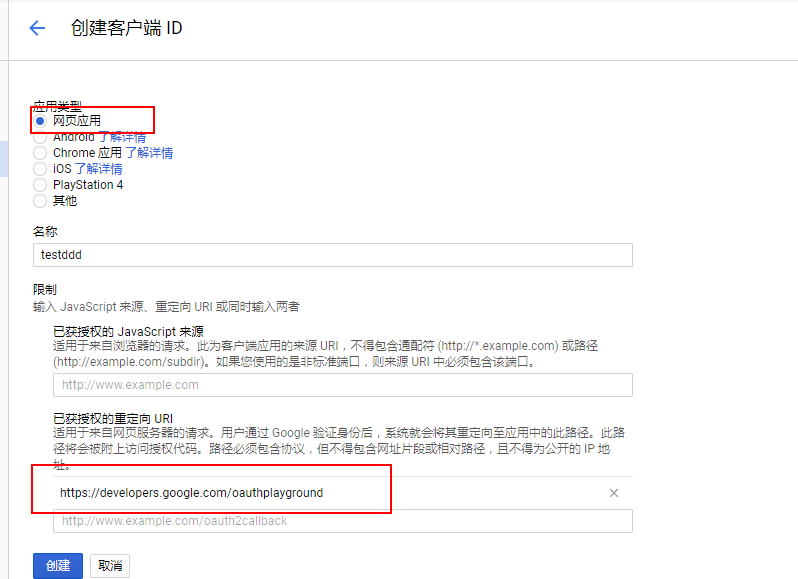 创建客户端 ID
应用类型
网页应用
Android 了解详情
Chrome 应用 了解详情
iOS 了解详情
PlayStation 4
其他
名称
testddd
限制
输入 JavaScript 来源、重定向 URI 或同时输入两者
已获授权的 JavaScript 来源
适用于来自浏览器的请求。此为客户端应用的来源 URI，不得包含通配符 (http://*.example.com) 或路径
(http://example.com/subdir)。如果您使用的是非标准端口，则来源 URI 中必须包含该端口。
http://www.example.com
已获授权的重定向 URI
适用于来自网页服务器的请求。用户通过 Google 验证身份后，系统就会将其重定向至应用中的此路径。此路
径将会被附上访问授权代码。路径必须包含协议，但不得包含网址片段或相对路径，且不得为公开的 IP 地
址。
https://developers.google.com/oauthplayground
http://www.example.com/oauth2callback
创建 取消